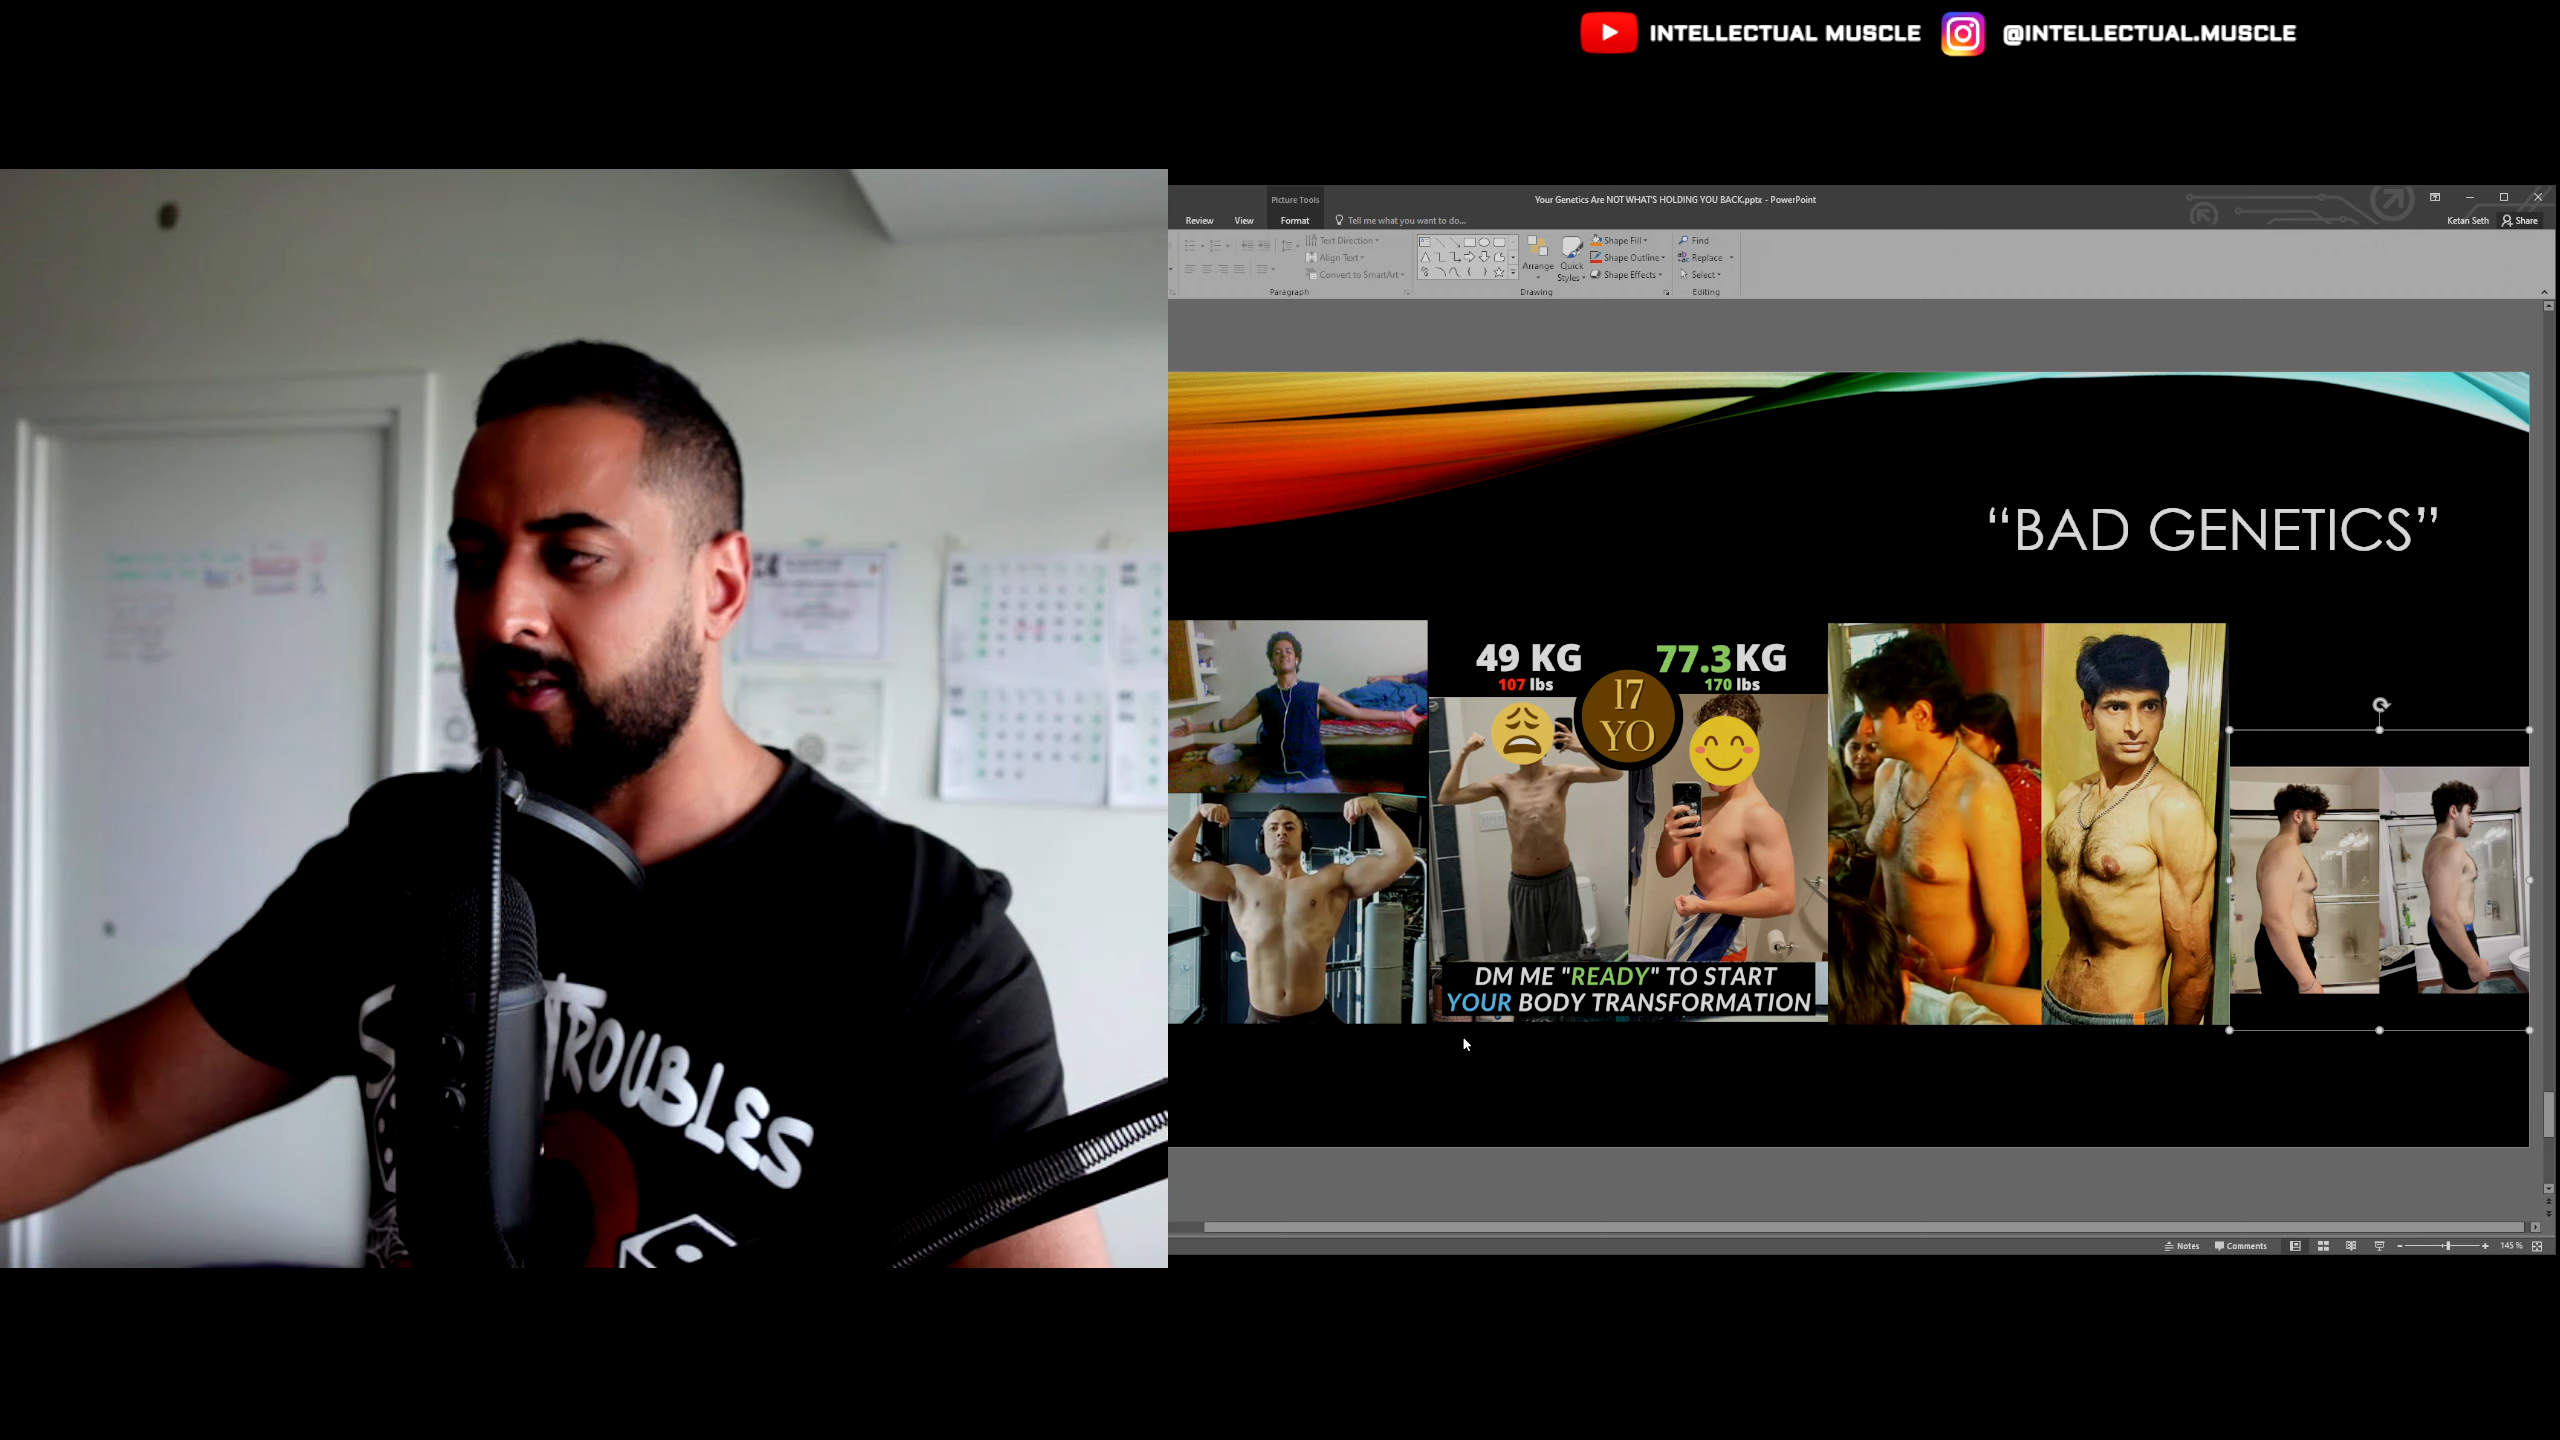 INTELLECTUAL MUSCLE @INTELLECTUAL.MUSCLE
Picture Tools
Your Genetics Are NOT WHAT'S HOLDING YOU BACK.pptx - PowerPoint
Review View Format Tell me what you want to do...
Ketan Seth Share
Text Direction
Align Text
Convert to SmartArt
Paragraph
Arrange
Quick
Styles
Shape Fill
Shape Outline
Shape Effects
Drawing
Find
Replace
Select
Editing
“BAD GENETICS”
49 KG
107 lbs
77.3KG
170 lbs
17
YO
DM ME "READY" TO START
YOUR BODY TRANSFORMATION
TROUBLES
Notes Comments 145 %